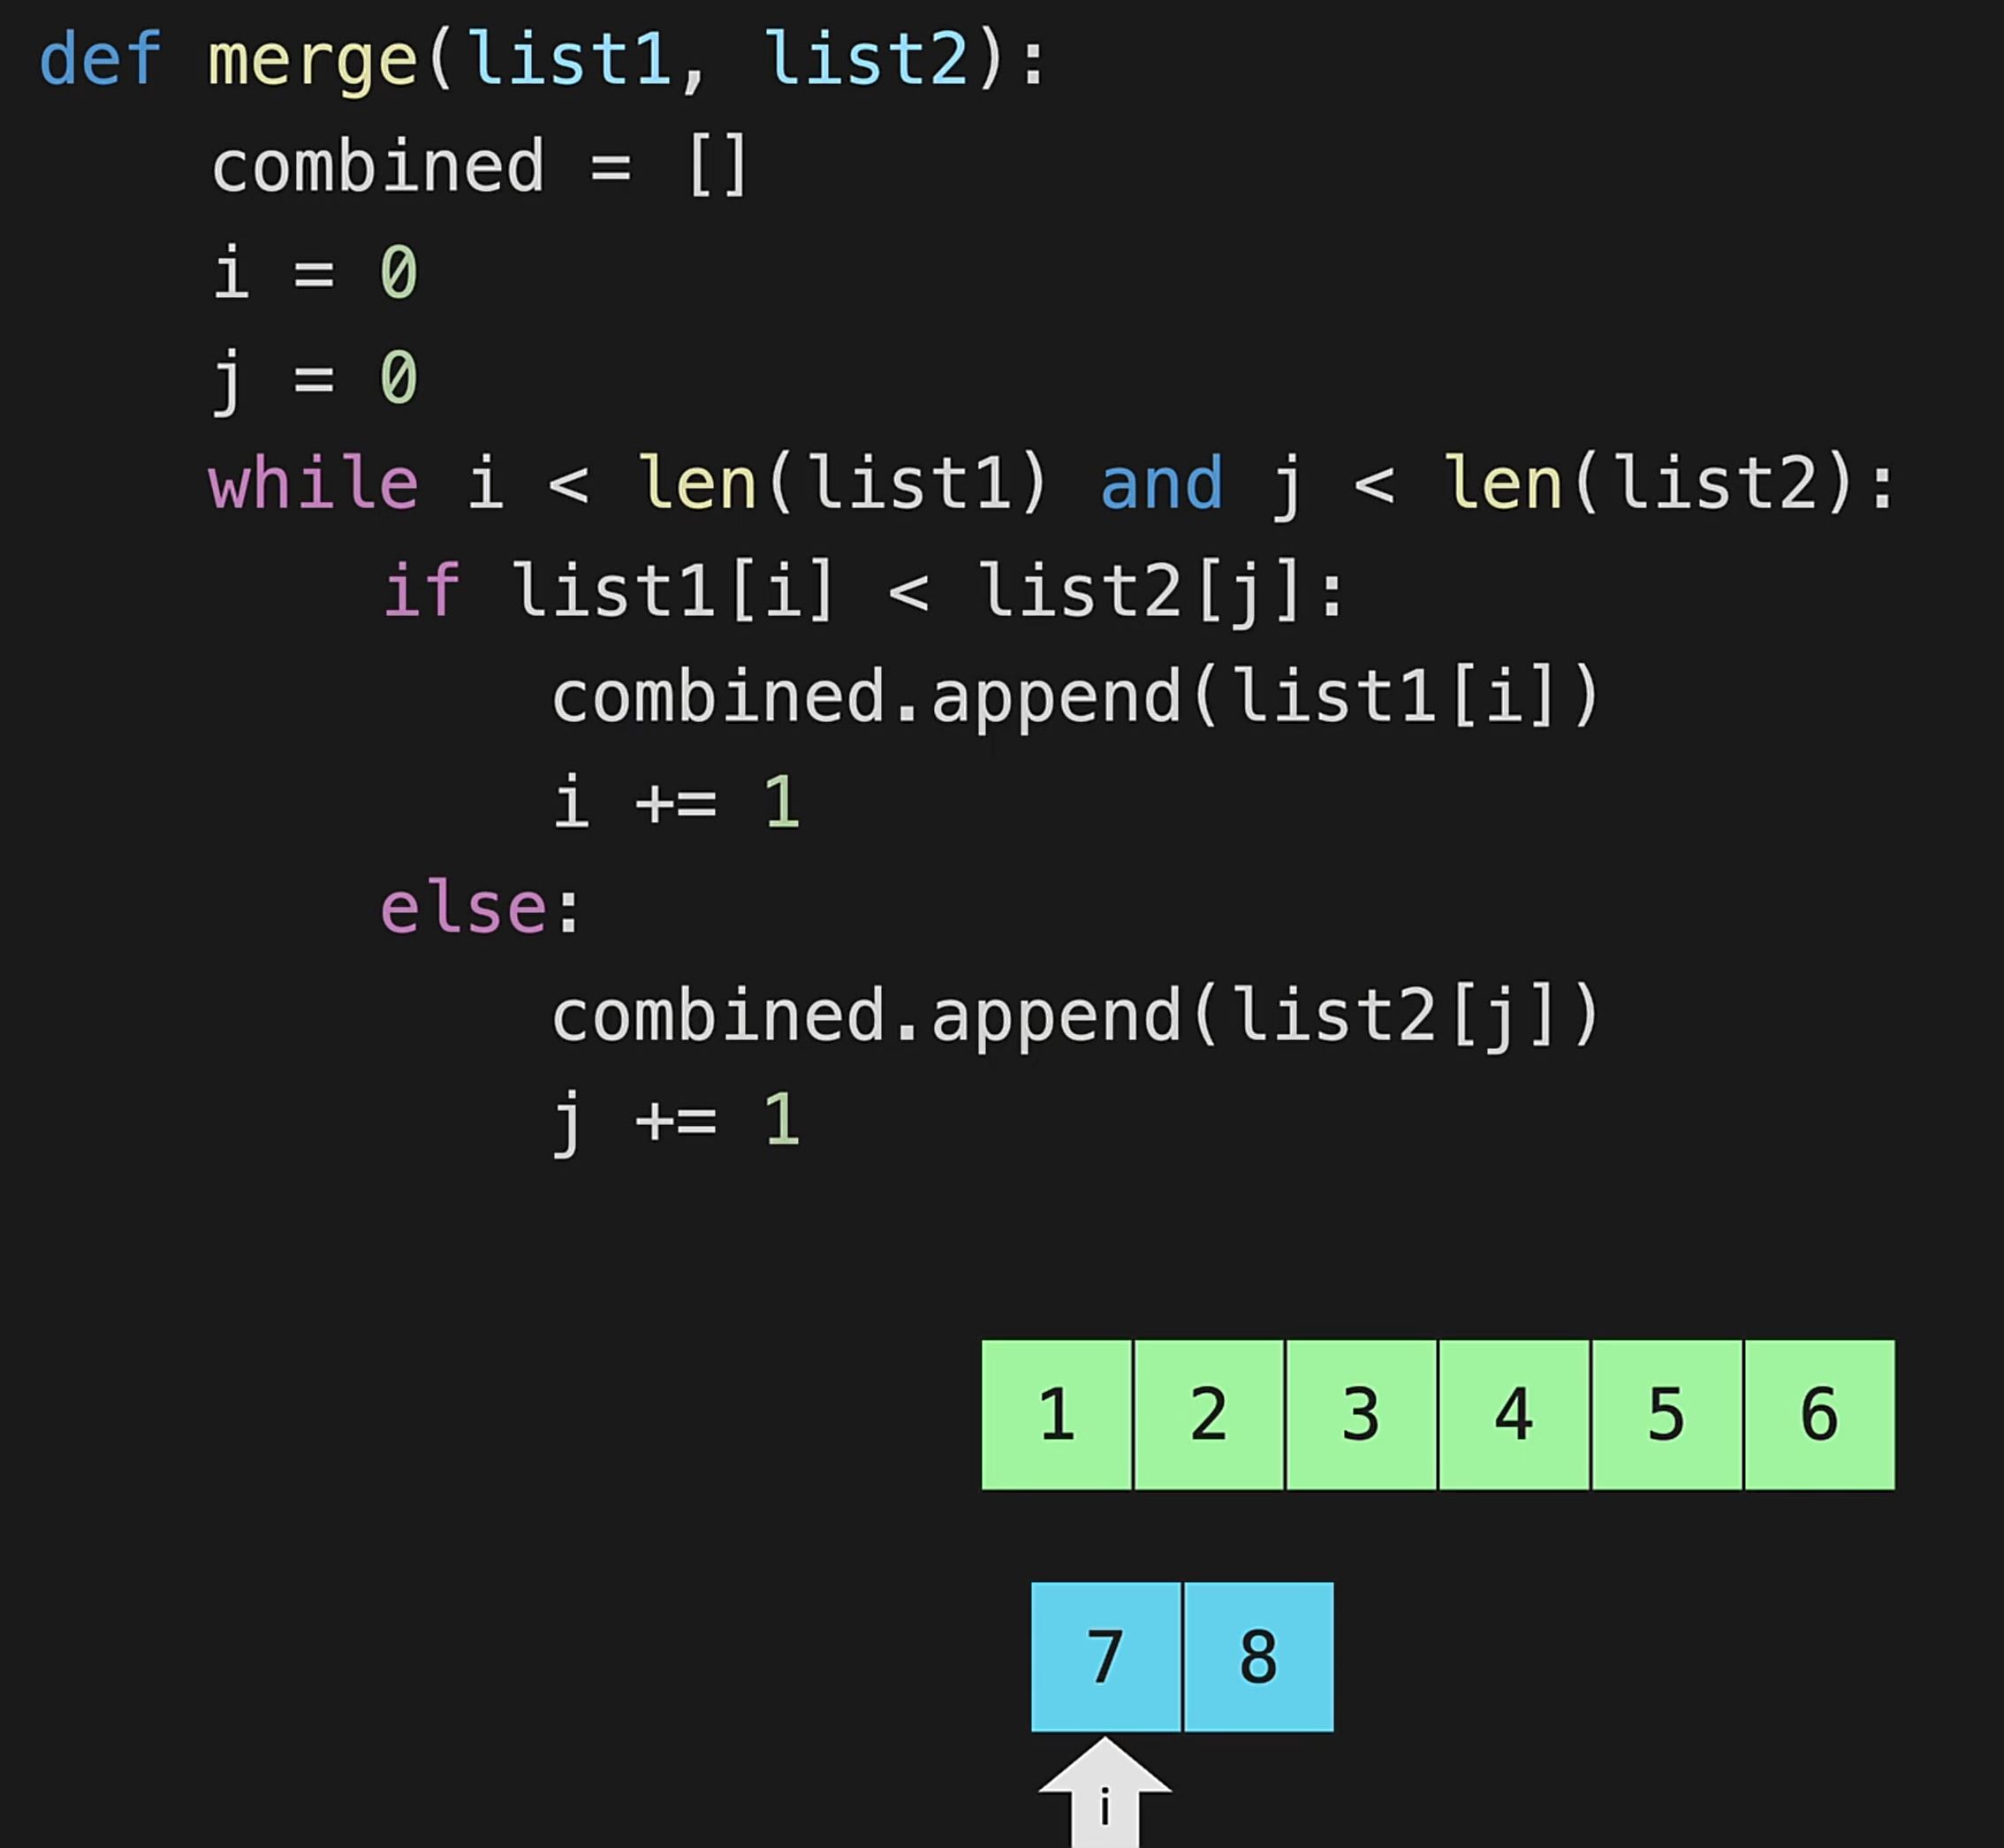 def merge(list1, list2):
    combined = []
    i = 0
    j = 0
    while i < len(list1) and j < len(list2):
        if list1[i] < list2[j]:
            combined.append(list1[i])
            i += 1
        else:
            combined.append(list2[j])
            j += 1
1 2 3 4 5 6
7 8
i